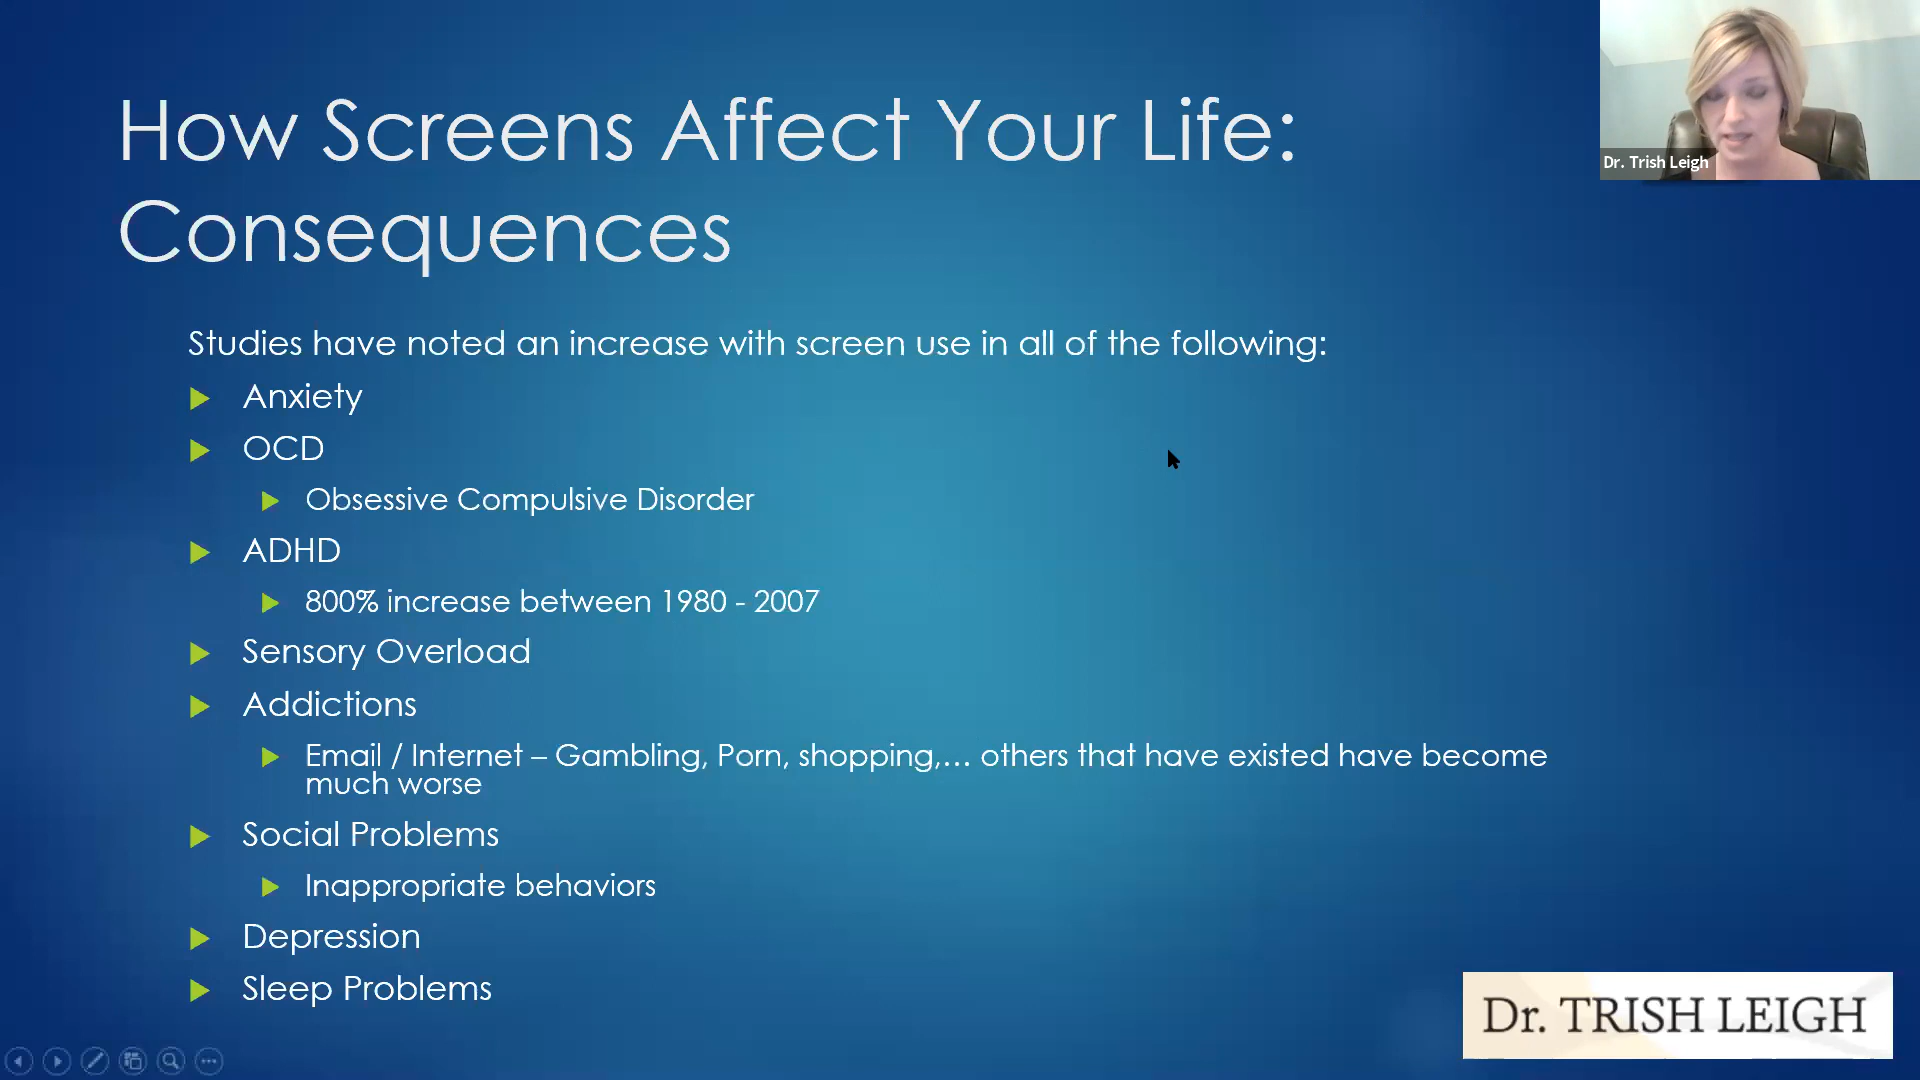 How Screens Affect Your Life:
Consequences
Dr. Trish Leigh
Studies have noted an increase with screen use in all of the following:
Anxiety
OCD
Obsessive Compulsive Disorder
ADHD
800% increase between 1980 - 2007
Sensory Overload
Addictions
Email / Internet – Gambling, Porn, shopping,… others that have existed have become
much worse
Social Problems
Inappropriate behaviors
Depression
Sleep Problems
Dr. TRISH LEIGH